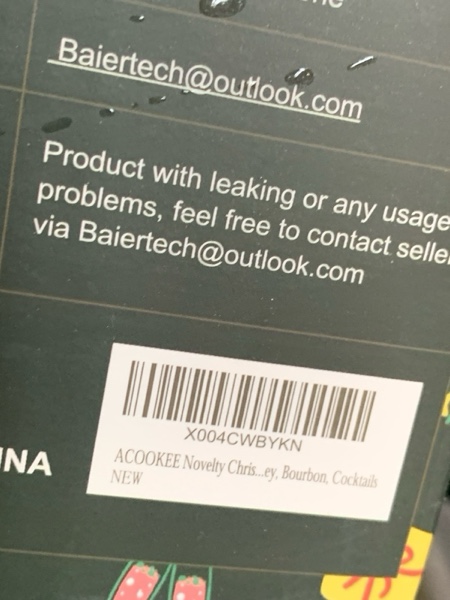 Baiertech@outlook.com
Product with leaking or any usage
problems, feel free to contact selle
via Baiertech@outlook.com
X004CWBYKN
INA
ACOOKEE Novelty Chris...ey, Bourbon, Cocktails
NEW